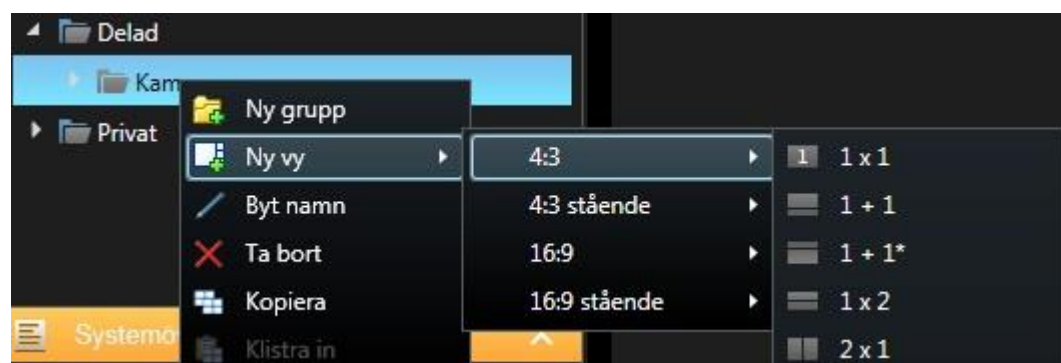 Delad
Kam
Privat
Ny grupp
Ny vy
Byt namn
Ta bort
Kopiera
Klistra in
4:3
4:3 stående
16:9
16:9 stående
1
1 x 1
1 + 1
1 + 1*
1 x 2
2 x 1
Systemö